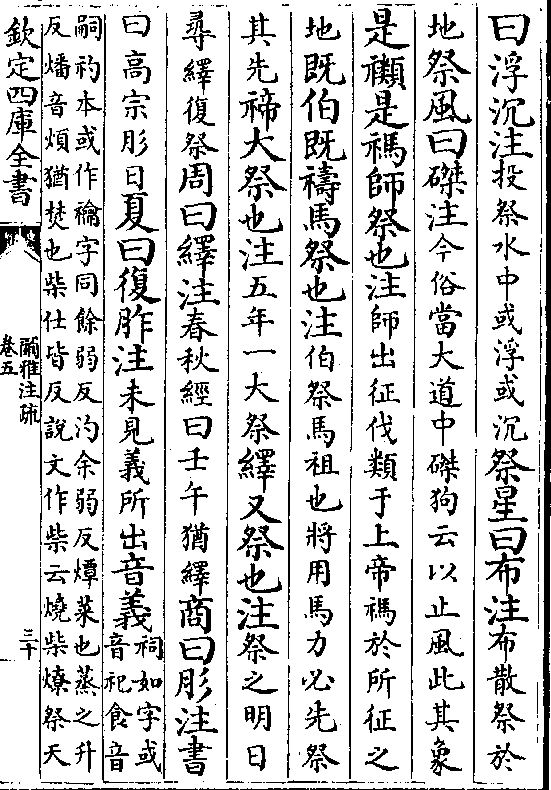 曰浮沉注投祭水中或浮或沉祭星曰布注布散祭於
地祭風曰磔注今俗當大道中磔狗云以止風此其象
是禷是禡師祭也注師出征伐類于上帝禡於所征之
地既伯既禱馬祭也注伯祭馬祖也將用馬力必先祭
其先禘大祭也注五年一大祭繹又祭也注祭之明日
尋繹復祭周曰繹注春秋經曰壬午猶繹商曰肜注書
曰高宗肜日夏曰復胙注未見義所出音義祠如字或
音祀食音
嗣礿本或作禴字同餘弱反汋余弱反燂菜也蒸之升
反燔音煩猶焚也柴仕皆反說文作柴云燒柴燎祭天
欽定四庫全書
爾雅注疏
卷五
三十